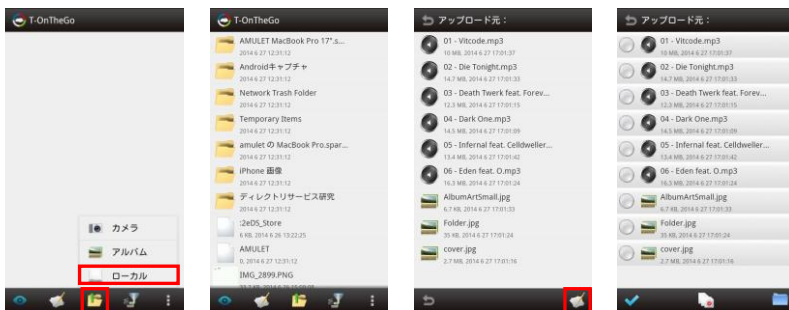 T-OnTheGo
カメラ
アルバム
ローカル
T-OnTheGo
AMULET MacBook Pro 17".s...
2014 6 27 12:31:12
Androidキャプチャ
2014 6 27 12:31:12
Network Trash Folder
2014 6 27 12:31:12
Temporary Items
2014 6 27 12:31:12
amulet の MacBook Pro.spar...
2014 6 27 12:31:12
iPhone 画像
2014 6 27 12:31:12
ディレクトリサービス研究
2014 6 27 12:31:12
:2eDS_Store
6 KB, 2014 6 26 13:22:25
AMULET
0, 2014 6 27 12:31:12
IMG_2899.PNG
アップロード元：
01 - Vitcode.mp3
10 MB, 2014 6 27 17:01:37
02 - Die Tonight.mp3
14.7 MB, 2014 6 27 17:01:33
03 - Death Twerk feat. Forev...
12.3 MB, 2014 6 27 17:01:15
04 - Dark One.mp3
14.5 MB, 2014 6 27 17:01:09
05 - Infernal feat. Celldweller...
13.4 MB, 2014 6 27 17:01:42
06 - Eden feat. O.mp3
16.3 MB, 2014 6 27 17:01:24
AlbumArtSmall.jpg
6.7 KB, 2014 6 27 17:01:33
Folder.jpg
35 KB, 2014 6 27 17:01:24
cover.jpg
2.7 MB, 2014 6 27 17:01:16
アップロード元：
01 - Vitcode.mp3
10 MB, 2014 6 27 17:01:37
02 - Die Tonight.mp3
14.7 MB, 2014 6 27 17:01:33
03 - Death Twerk feat. Forev...
12.3 MB, 2014 6 27 17:01:15
04 - Dark One.mp3
14.5 MB, 2014 6 27 17:01:09
05 - Infernal feat. Celldweller...
13.4 MB, 2014 6 27 17:01:42
06 - Eden feat. O.mp3
16.3 MB, 2014 6 27 17:01:24
AlbumArtSmall.jpg
6.7 KB, 2014 6 27 17:01:33
Folder.jpg
35 KB, 2014 6 27 17:01:24
cover.jpg
2.7 MB, 2014 6 27 17:01:16